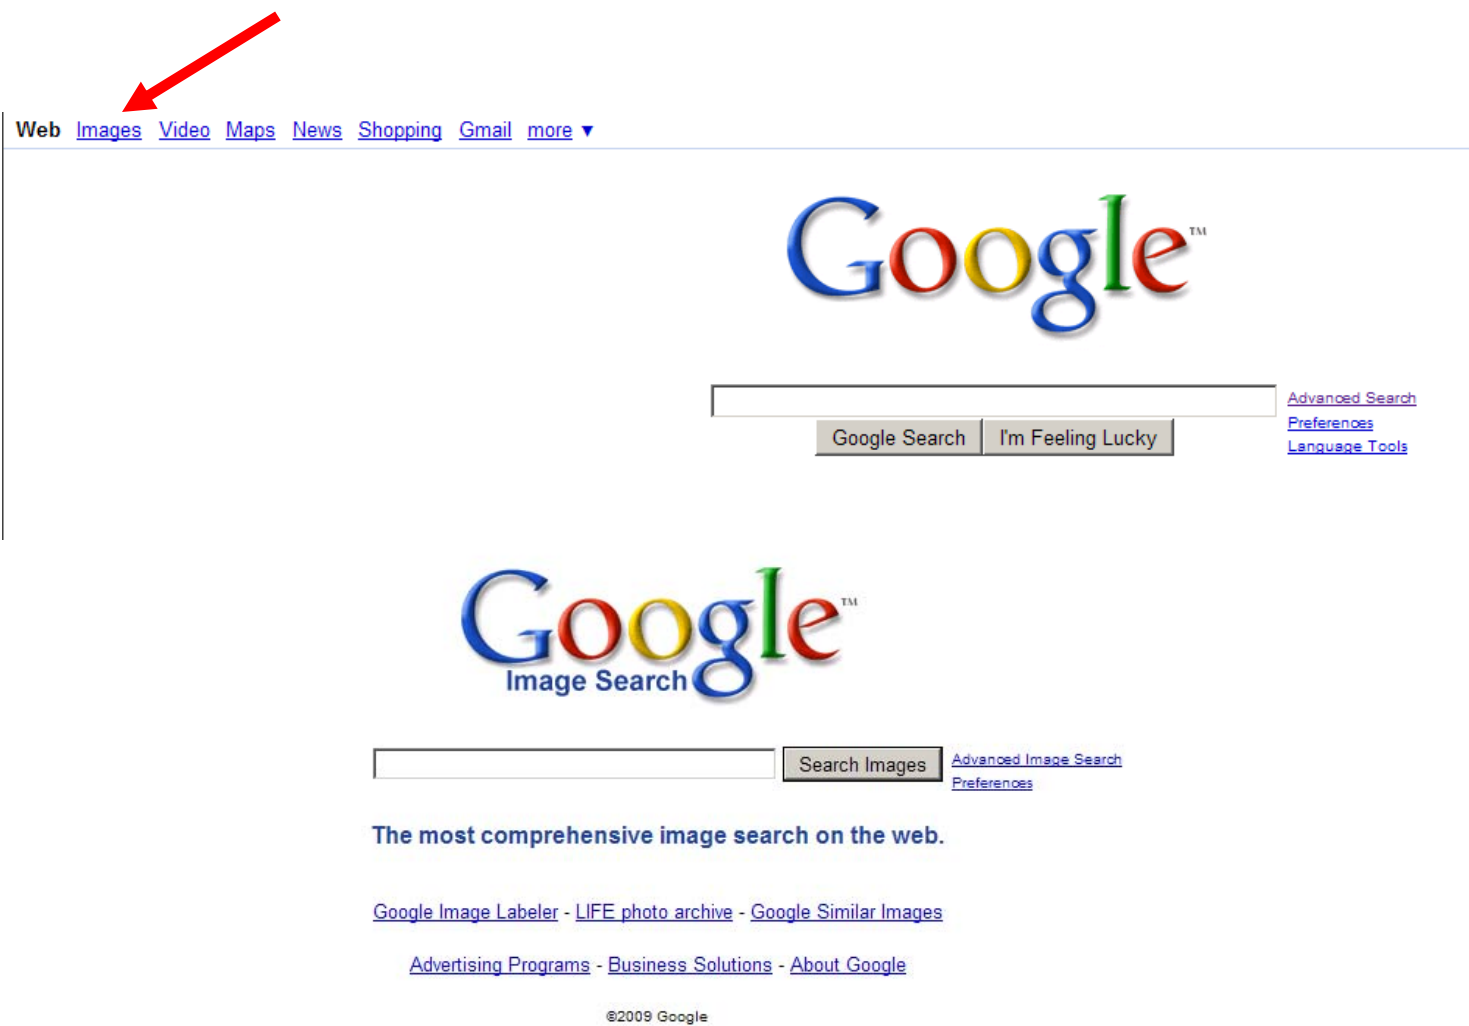 Web Images Video Maps News Shopping Gmail more ▼
Google™
Advanced Search
Preferences
Google Search I'm Feeling Lucky
Language Tools
Google™
Image Search
Search Images Advanced Image Search
Preferences
The most comprehensive image search on the web.
Google Image Labeler - LIFE photo archive - Google Similar Images
Advertising Programs - Business Solutions - About Google
©2009 Google